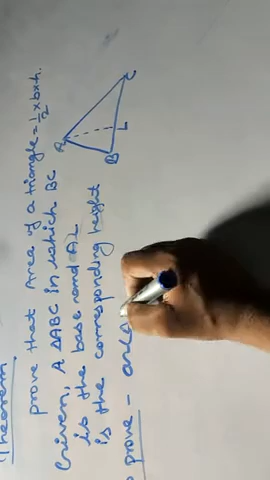 Theorem
prove that Area of a triangle = 1/2 x b x h.
Given, A ΔABC in which BC
is the base and AL
is the corresponding height
prove - ar(Δ
A
B
L
C